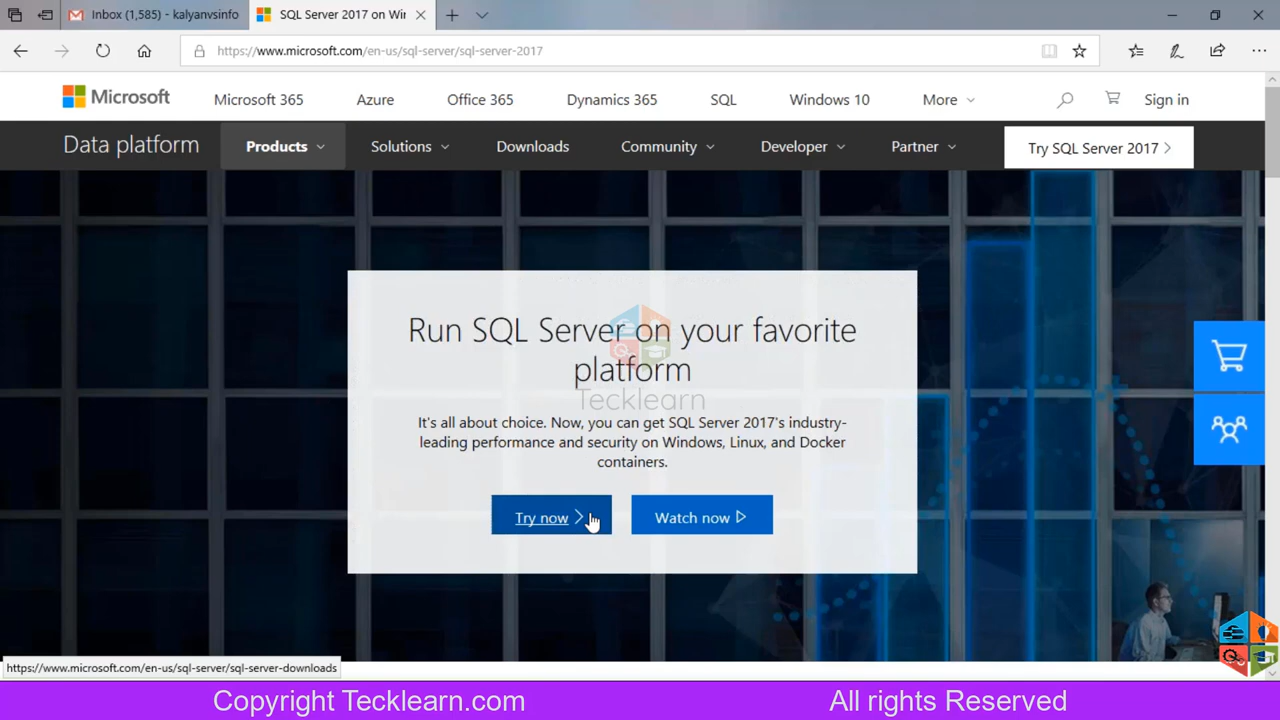 Inbox (1,585) - kalyanvsinfo
SQL Server 2017 on Win
https://www.microsoft.com/en-us/sql-server/sql-server-2017
Microsoft
Microsoft 365
Azure
Office 365
Dynamics 365
SQL
Windows 10
More
Sign in
Data platform
Products
Solutions
Downloads
Community
Developer
Partner
Try SQL Server 2017
Run SQL Server on your favorite
platform
Tecklearn
It's all about choice. Now, you can get SQL Server 2017's industry-
leading performance and security on Windows, Linux, and Docker
containers.
Try now
Watch now
https://www.microsoft.com/en-us/sql-server/sql-server-downloads
Copyright Tecklearn.com
All rights Reserved